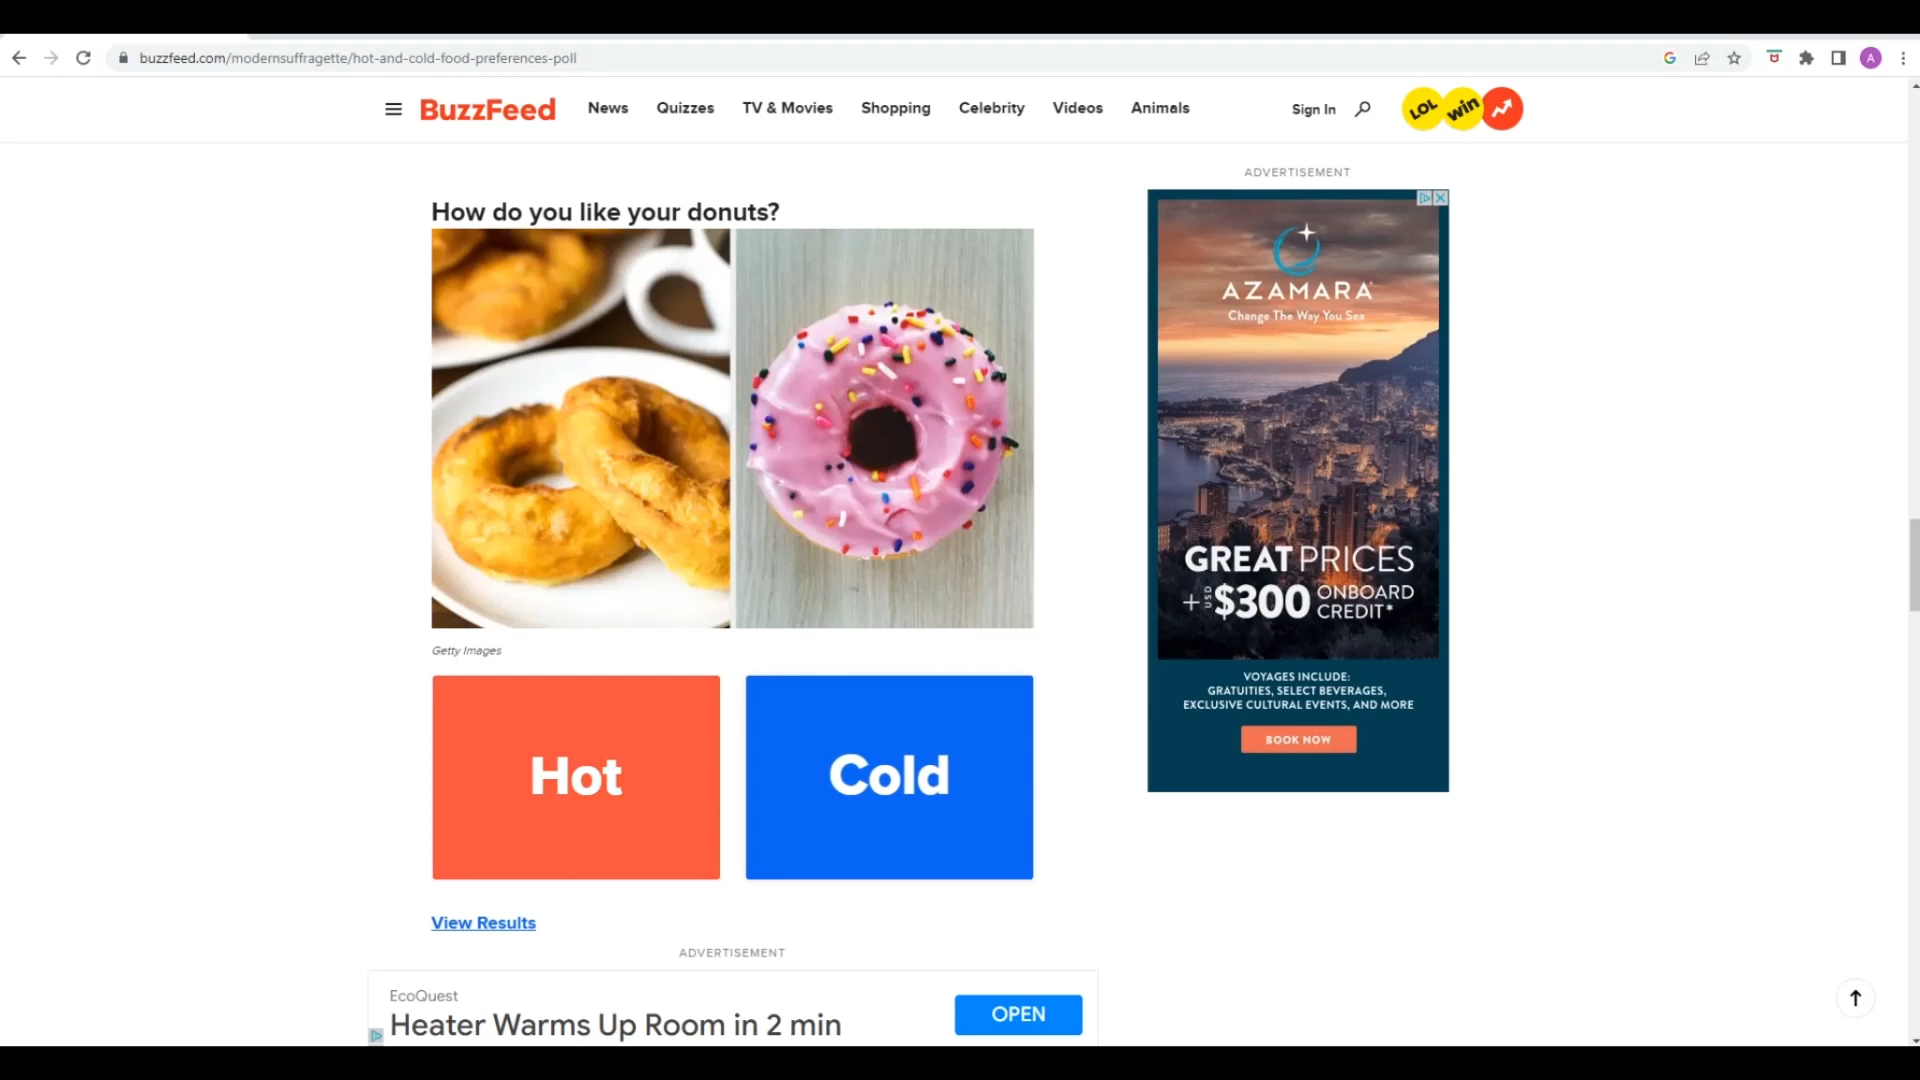 buzzfeed.com/modernsuffragette/hot-and-cold-food-preferences-poll
A
BuzzFeed
News
Quizzes
TV & Movies
Shopping
Celebrity
Videos
Animals
Sign In
LOL
win
How do you like your donuts?
Getty Images
Hot
Cold
View Results
ADVERTISEMENT
EcoQuest
Heater Warms Up Room in 2 min
OPEN
ADVERTISEMENT
AZAMARA
Change The Way You Sea
GREAT PRICES
+ USD $300 ONBOARD
CREDIT*
VOYAGES INCLUDE:
GRATUITIES, SELECT BEVERAGES,
EXCLUSIVE CULTURAL EVENTS, AND MORE
BOOK NOW